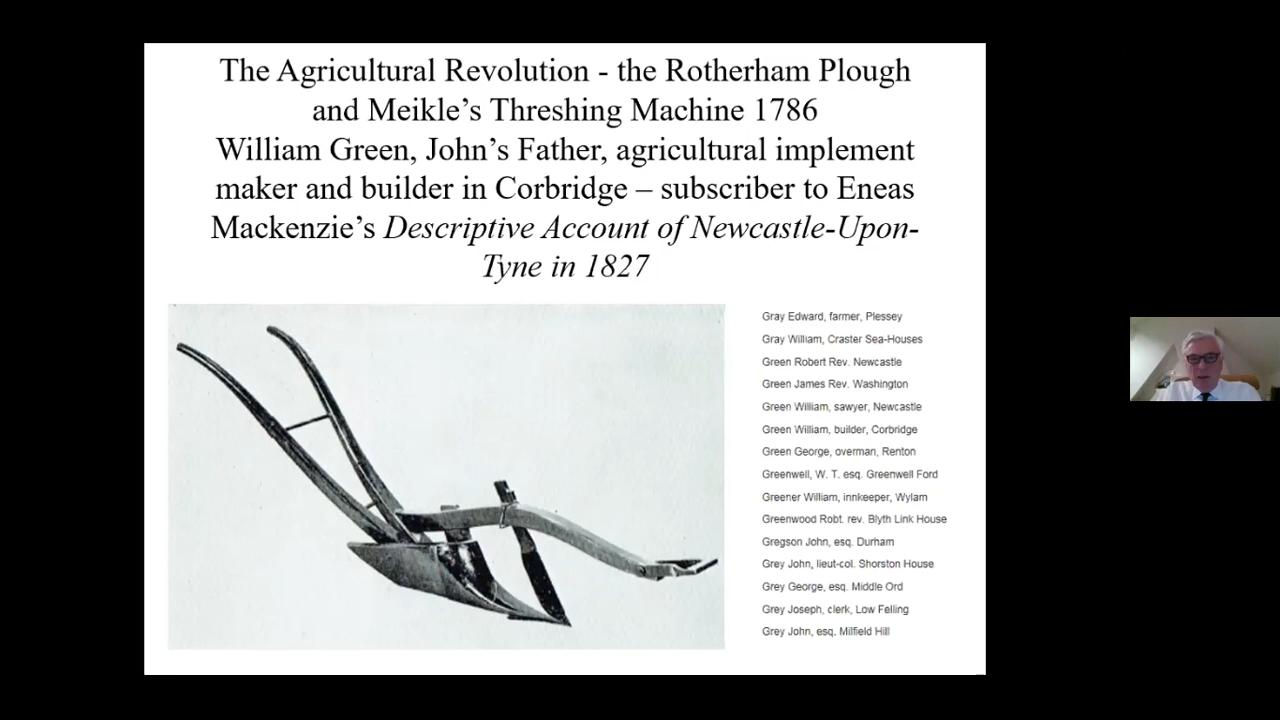 The Agricultural Revolution - the Rotherham Plough
and Meikle’s Threshing Machine 1786
William Green, John’s Father, agricultural implement
maker and builder in Corbridge – subscriber to Eneas
Mackenzie’s Descriptive Account of Newcastle-Upon-
Tyne in 1827
Gray Edward, farmer, Plessey
Gray William, Craster Sea-Houses
Green Robert Rev. Newcastle
Green James Rev. Washington
Green William, sawyer, Newcastle
Green William, builder, Corbridge
Green George, overman, Renton
Greenwell, W. T. esq. Greenwell Ford
Greener William, innkeeper, Wylam
Greenwood Robt. rev. Blyth Link House
Gregson John, esq. Durham
Grey John, lieut-col. Shorston House
Grey George, esq. Middle Ord
Grey Joseph, clerk, Low Felling
Grey John, esq. Milfield Hill